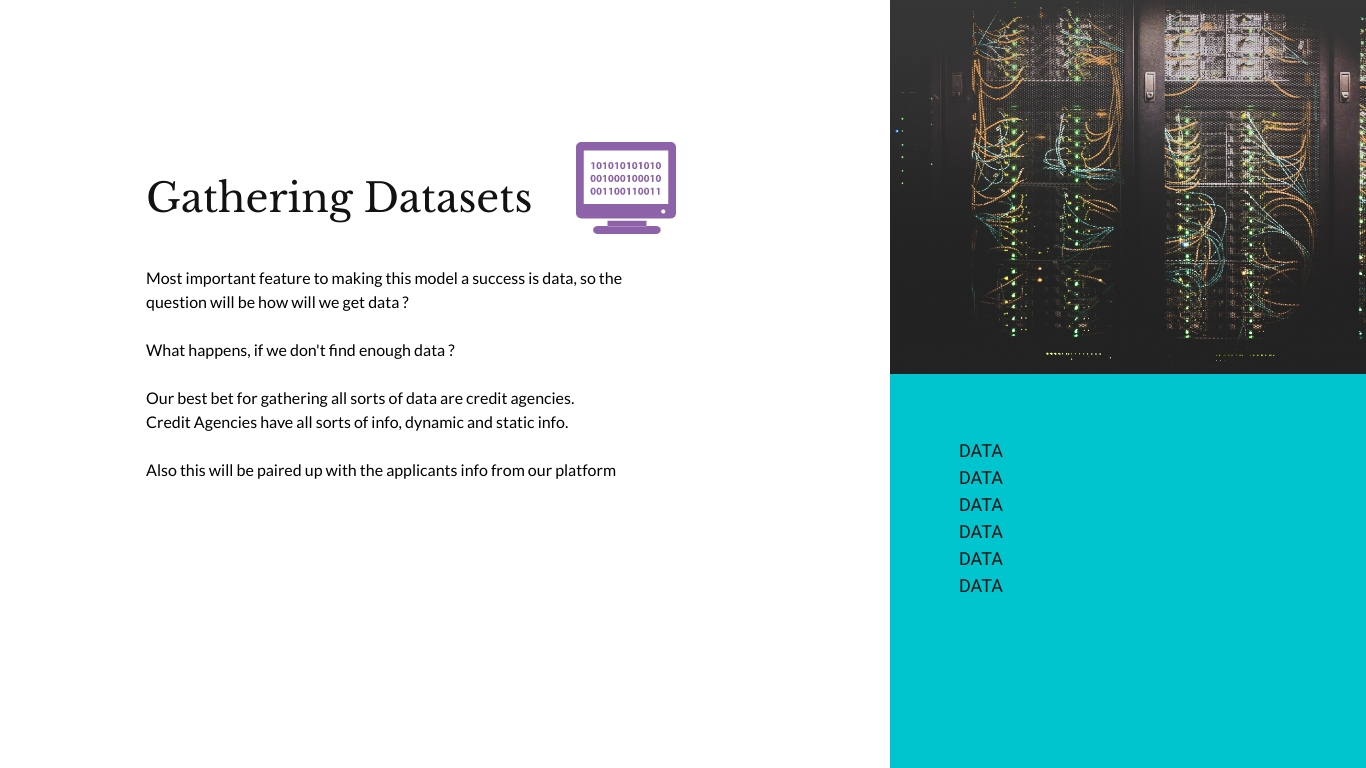 Gathering Datasets
101010101010
001000100010
001100110011
Most important feature to making this model a success is data, so the
question will be how will we get data ?
What happens, if we don't find enough data ?
Our best bet for gathering all sorts of data are credit agencies.
Credit Agencies have all sorts of info, dynamic and static info.
Also this will be paired up with the applicants info from our platform
DATA
DATA
DATA
DATA
DATA
DATA